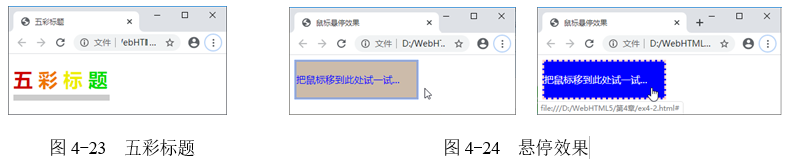 五彩标题
文件
五 彩 标 题
鼠标悬停效果
文件 D:/WebHT
把鼠标移到此处试一试...
鼠标悬停效果
文件 D:/WebHTML...
把鼠标移到此处试一试...
file:///D:/WebHTML5/第4章/ex4-2.html#
图 4-23 五彩标题
图 4-24 悬停效果